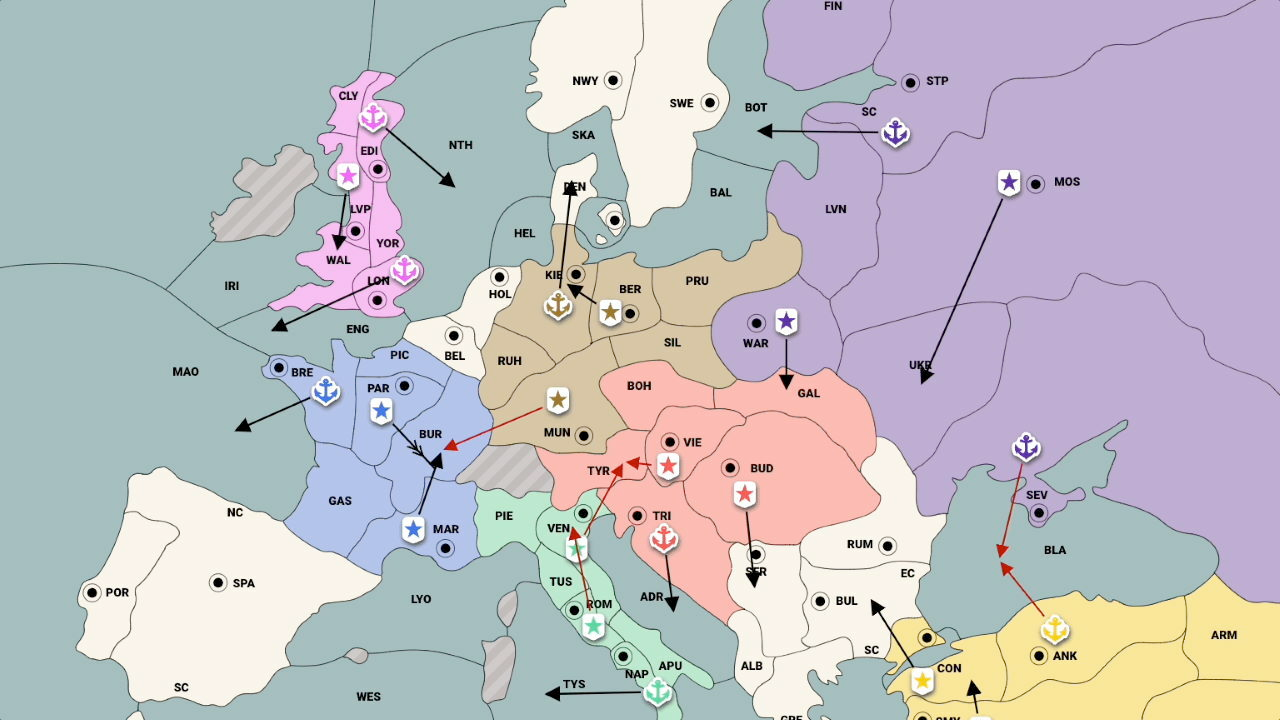 FIN
NWY
STP
CLY
SWE
BOT
SC
NTH
SKA
EDI
MOS
DEN
BAL
LVP
LVN
HEL
YOR
WAL
KIE
PRU
LON
IRI
HOL
BER
ENG
SIL
WAR
PIC
BEL
RUH
UKR
MAO
BRE
PAR
BOH
GAL
BUR
MUN
VIE
TYR
BUD
GAS
SEV
NC
PIE
VEN
TRI
MAR
RUM
BLA
SER
EC
TUS
SPA
POR
LYO
ADR
ROM
BUL
ARM
SC
ANK
APU
ALB
CON
NAP
TYS
SC
WES
GRE
SMY